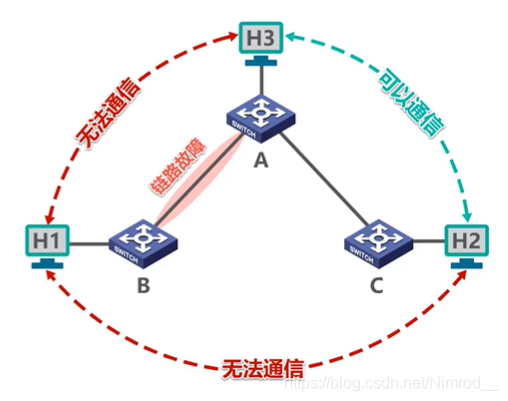 H3
无法通信
可以通信
SWITCH
A
链路故障
H1
SWITCH
B
SWITCH
C
H2
无法通信
https://blog.csdn.net/Nimrod__